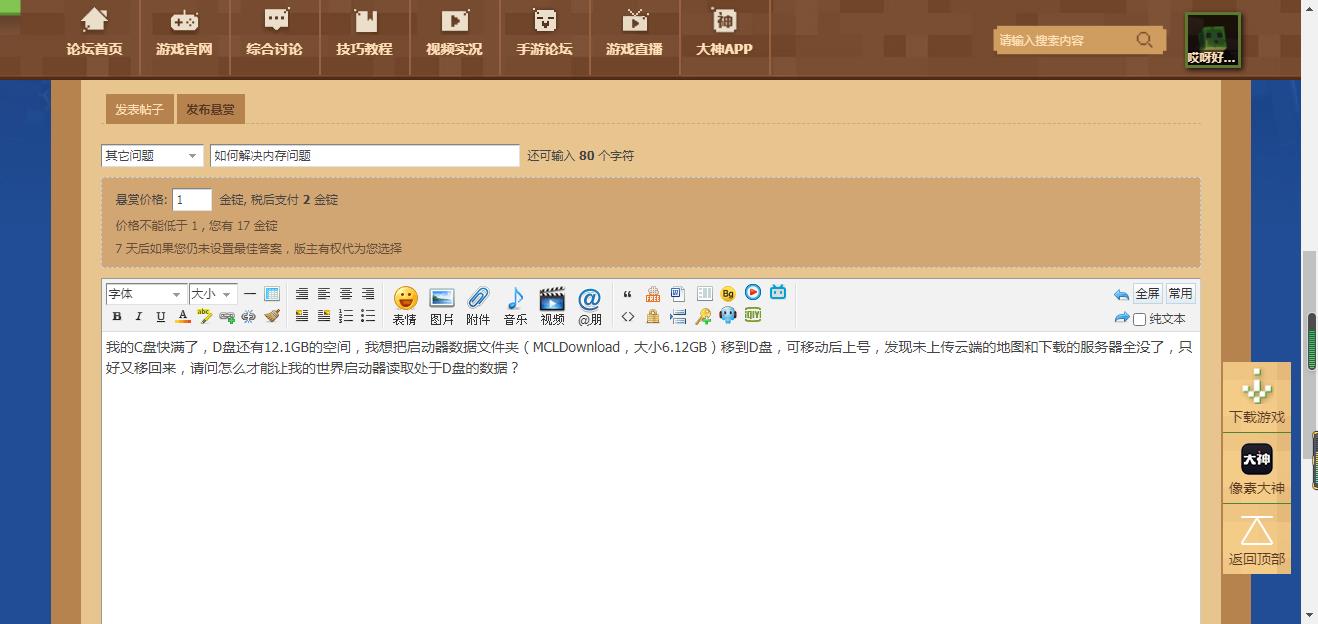 论坛首页 游戏官网 综合讨论 技巧教程 视频实况 手游论坛 游戏直播 大神APP
神
请输入搜索内容
哎呀好...
发表帖子 发布悬赏
其它问题 如何解决内存问题 还可输入 80 个字符
悬赏价格: 1 金锭, 税后支付 2 金锭
价格不能低于 1 , 您有 17 金锭
7 天后如果您仍未设置最佳答案，版主有权代为您选择
字体 大小
B I U A abc
表情 图片 附件 音乐 视频 @朋
Bg
DIY
全屏 常用
纯文本
我的C盘快满了，D盘还有12.1GB的空间，我想把启动器数据文件夹（MCLDownload，大小6.12GB）移到D盘，可移动后上号，发现未上传云端的地图和下载的服务器全没了，只
好又移回来，请问怎么才能让我的世界启动器读取处于D盘的数据？
下载游戏
大神
像素大神
返回顶部